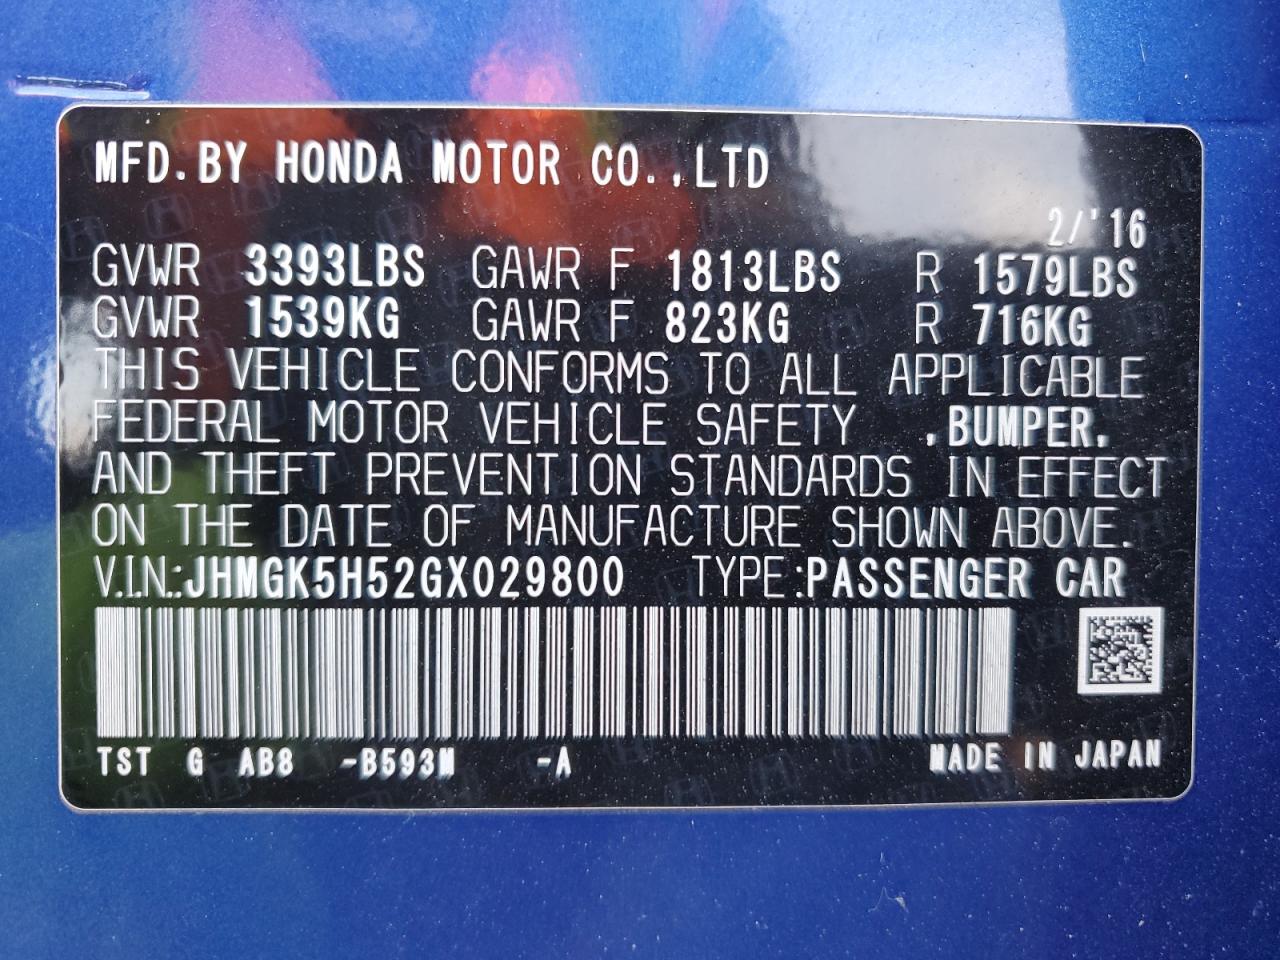 MFD. BY HONDA MOTOR CO., LTD
2/'16
GVWR 3393LBS GAWR F 1813LBS R 1579LBS
GVWR 1539KG GAWR F 823KG R 716KG
THIS VEHICLE CONFORMS TO ALL APPLICABLE
FEDERAL MOTOR VEHICLE SAFETY ,BUMPER,
AND THEFT PREVENTION STANDARDS IN EFFECT
ON THE DATE OF MANUFACTURE SHOWN ABOVE.
V.I.N.:JHMGK5H52GX029800 TYPE:PASSENGER CAR
TST G AB8 -B593M -A MADE IN JAPAN